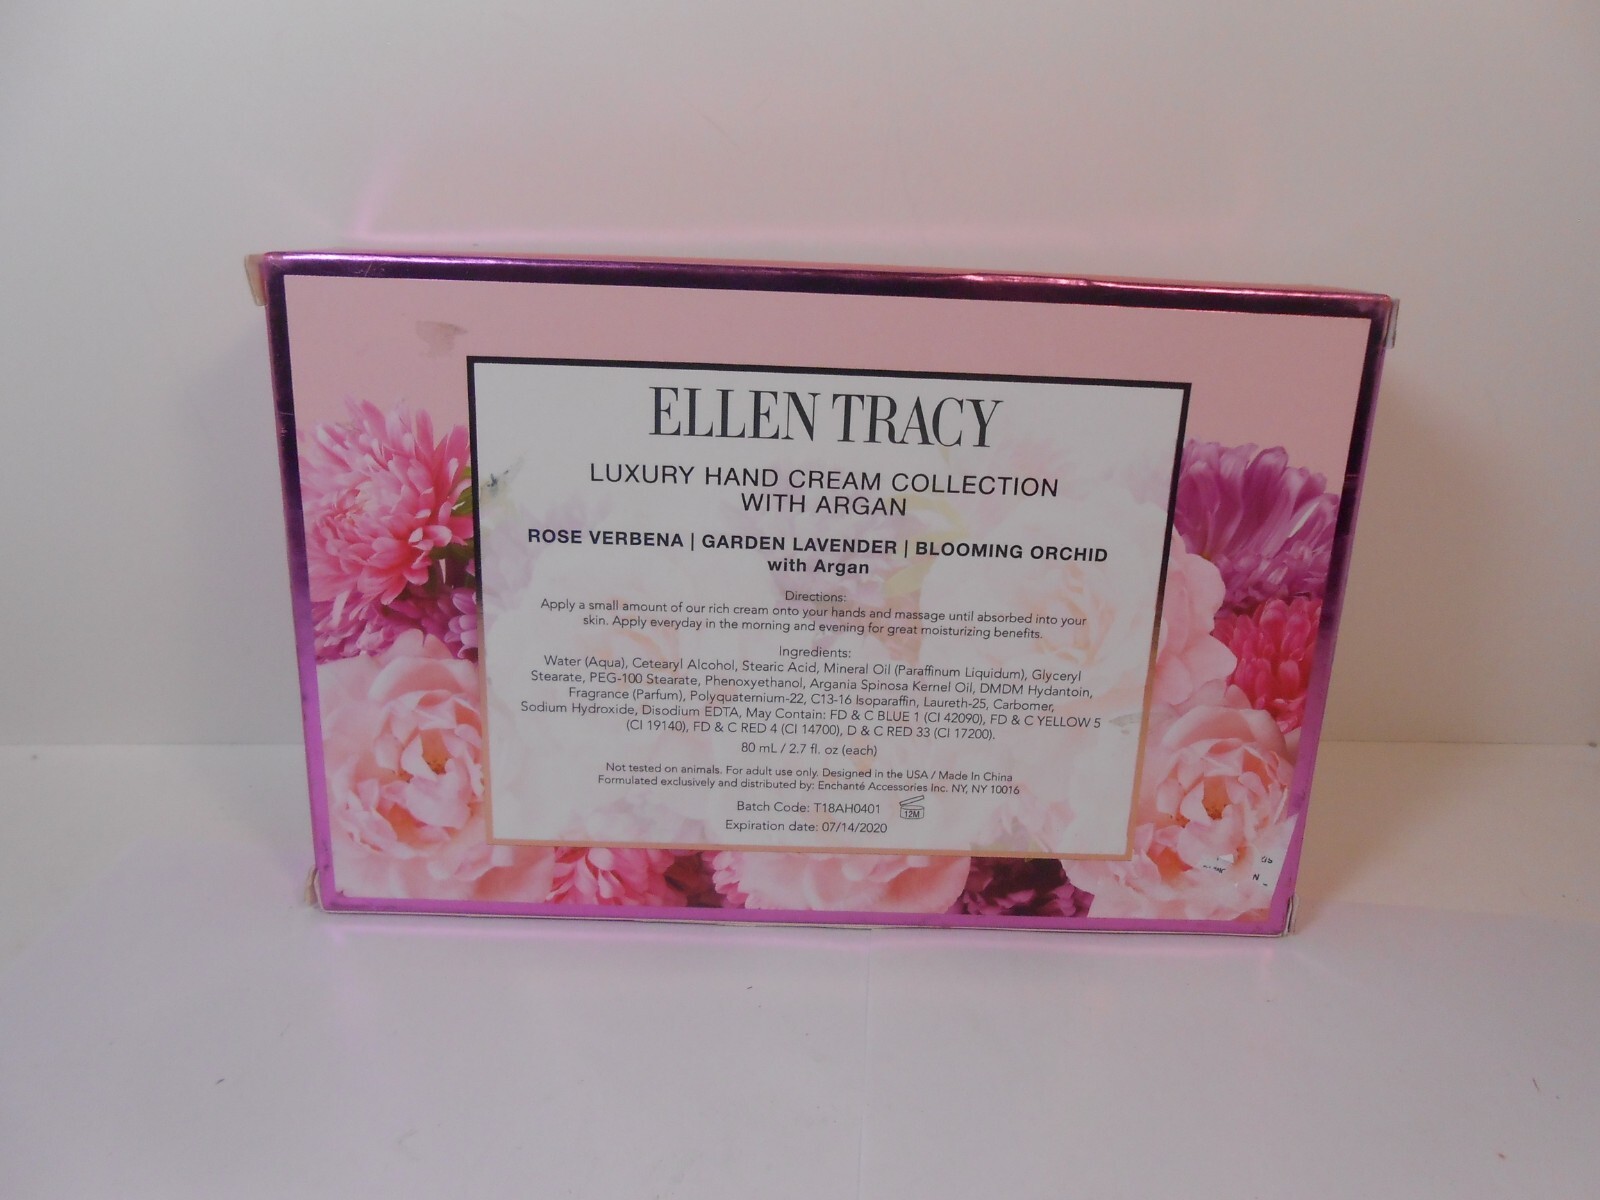 ELLEN TRACY
LUXURY HAND CREAM COLLECTION
WITH ARGAN
ROSE VERBENA | GARDEN LAVENDER | BLOOMING ORCHID
with Argan
Directions:
Apply a small amount of our rich cream onto your hands and massage until absorbed into your
skin. Apply everyday in the morning and evening for great moisturizing benefits.
Ingredients:
Water (Aqua), Cetearyl Alcohol, Stearic Acid, Mineral Oil (Paraffinum Liquidum), Glyceryl
Stearate, PEG-100 Stearate, Phenoxyethanol, Argania Spinosa Kernel Oil, DMDM Hydantoin,
Fragrance (Parfum), Polyquaternium-22, C13-16 Isoparaffin, Laureth-25, Carbomer,
Sodium Hydroxide, Disodium EDTA, May Contain: FD & C BLUE 1 (CI 42090), FD & C YELLOW 5
(CI 19140), FD & C RED 4 (CI 14700), D & C RED 33 (CI 17200).
80 mL / 2.7 fl. oz (each)
Not tested on animals. For adult use only. Designed in the USA / Made In China
Formulated exclusively and distributed by: Enchanté Accessories Inc. NY, NY 10016
Batch Code: T18AH0401
12M
Expiration date: 07/14/2020